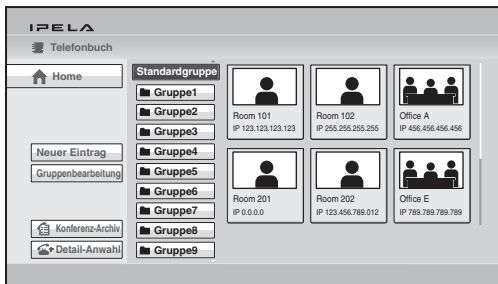 IPELA
Telefonbuch
Home
Neuer Eintrag
Gruppenbearbeitung
Konferenz-Archiv
Detail-Anwahl
Standardgruppe
Gruppe1
Gruppe2
Gruppe3
Gruppe4
Gruppe5
Gruppe6
Gruppe7
Gruppe8
Gruppe9
Room 101
IP 123.123.123.123
Room 102
IP 255.255.255.255
Office A
IP 456.456.456.456
Room 201
IP 0.0.0.0
Room 202
IP 123.456.789.012
Office E
IP 789.789.789.789